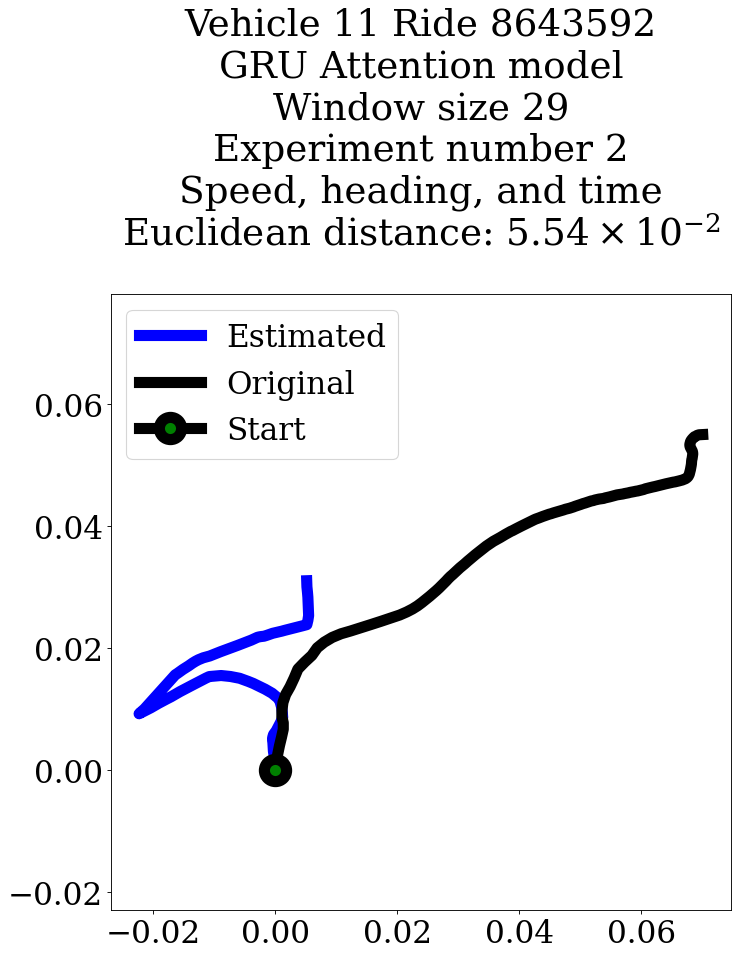 Vehicle 11 Ride 8643592
GRU Attention model
Window size 29
Experiment number 2
Speed, heading, and time
Euclidean distance: 5.54 × 10⁻²
Estimated
Original
Start
0.06
0.04
0.02
0.00
−0.02
−0.02 0.00 0.02 0.04 0.06